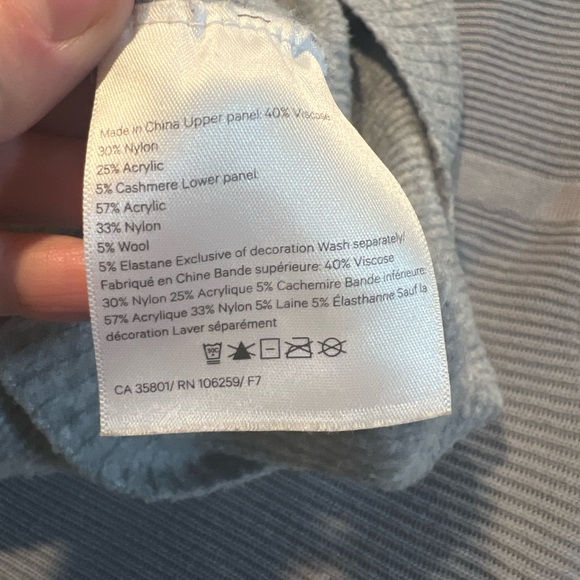 Made in China Upper panel: 40% Viscose
30% Nylon
25% Acrylic
5% Cashmere Lower panel:
57% Acrylic
33% Nylon
5% Wool
5% Elastane Exclusive of decoration Wash separately/
Fabriqué en Chine Bande supérieure: 40% Viscose
30% Nylon 25% Acrylique 5% Cachemire Bande inférieure:
57% Acrylique 33% Nylon 5% Laine 5% Élasthanne Sauf la
décoration Laver séparément
CA 35801/ RN 106259/ F7